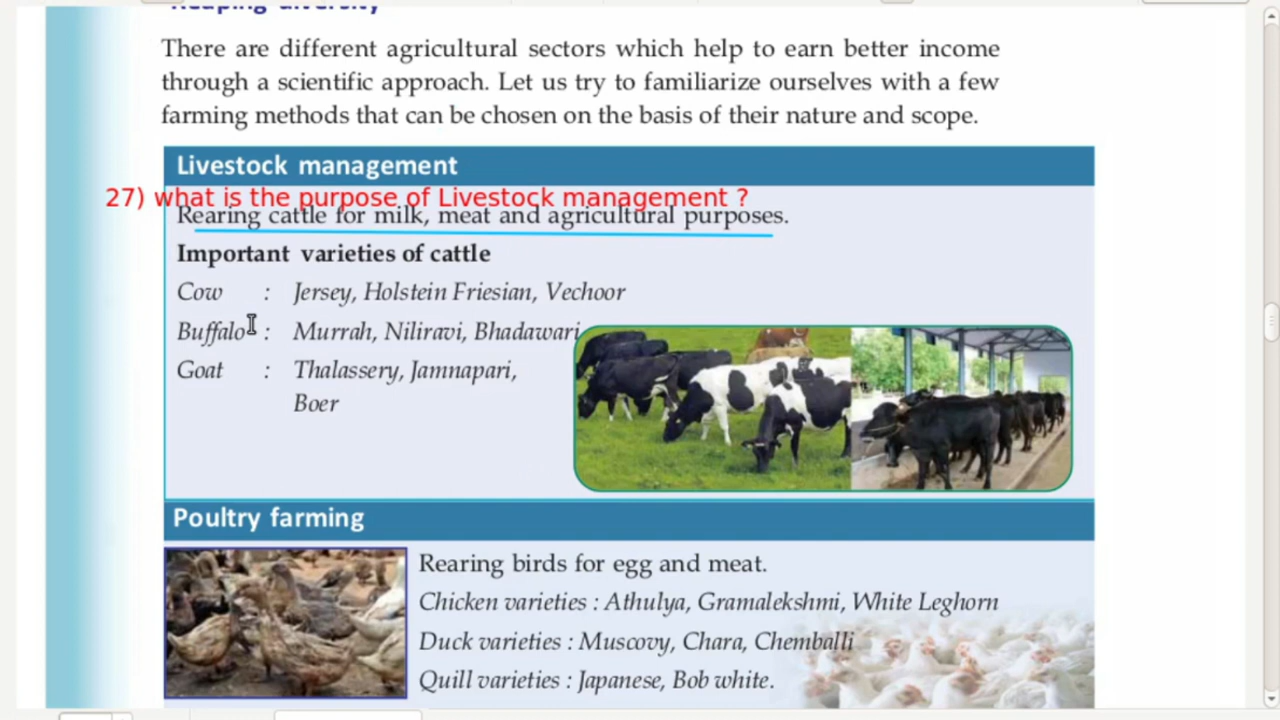 Reaping diversity
There are different agricultural sectors which help to earn better income
through a scientific approach. Let us try to familiarize ourselves with a few
farming methods that can be chosen on the basis of their nature and scope.
Livestock management
27) what is the purpose of Livestock management ?
Rearing cattle for milk, meat and agricultural purposes.
Important varieties of cattle
Cow : Jersey, Holstein Friesian, Vechoor
Buffalo : Murrah, Niliravi, Bhadawari
Goat : Thalassery, Jamnapari,
Boer
Poultry farming
Rearing birds for egg and meat.
Chicken varieties : Athulya, Gramalekshmi, White Leghorn
Duck varieties : Muscovy, Chara, Chemballi
Quill varieties : Japanese, Bob white.